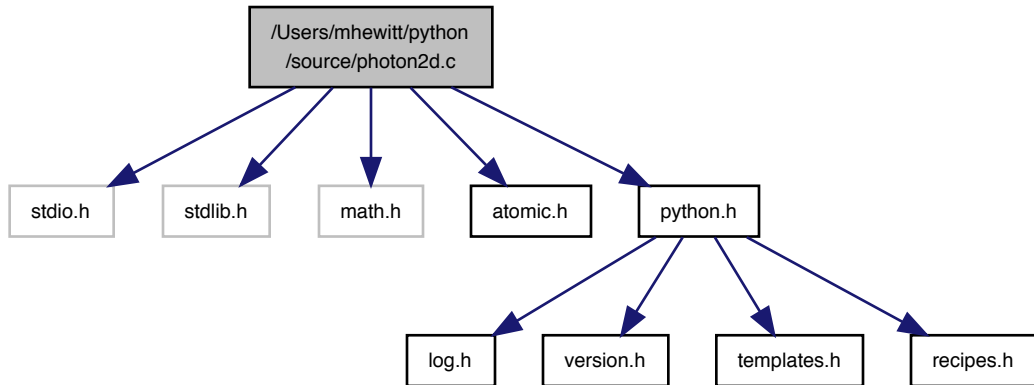 /Users/mhewitt/python
/source/photon2d.c
stdio.h
stdlib.h
math.h
atomic.h
python.h
log.h
version.h
templates.h
recipes.h